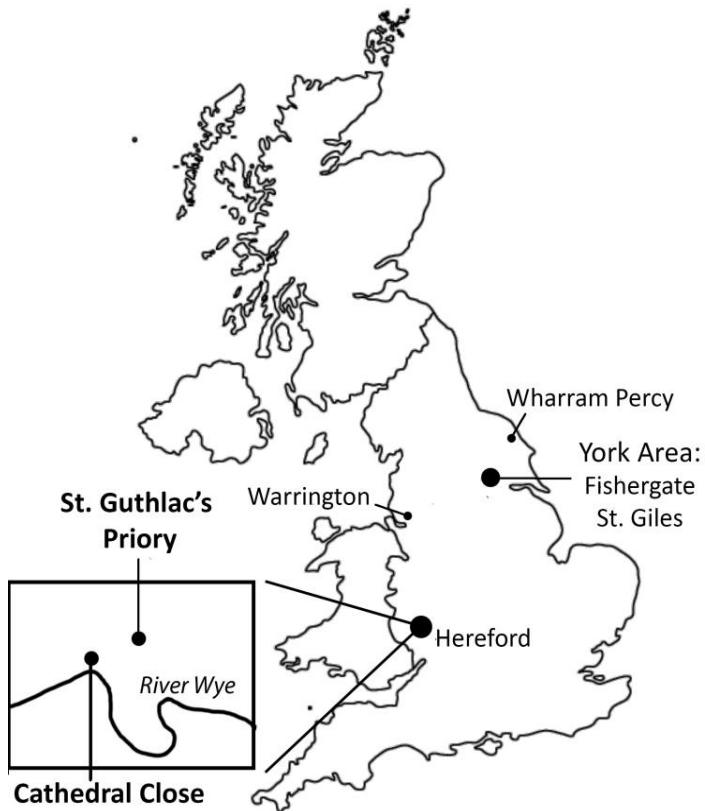 Wharram Percy
York Area:
Fishergate
St. Giles
Warrington
St. Guthlac's
Priory
Hereford
River Wye
Cathedral Close